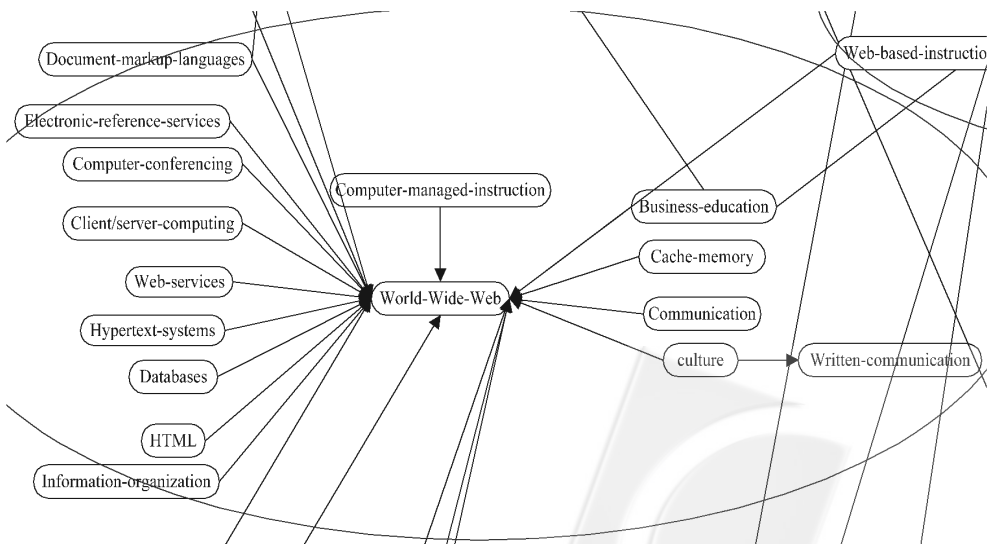 Document-markup-languages
Web-based-instructio
Electronic-reference-services
Computer-conferencing
Computer-managed-instruction
Business-education
Client/server-computing
Cache-memory
Web-services
World-Wide-Web
Communication
Hypertext-systems
culture
Written-communication
Databases
HTML
Information-organization